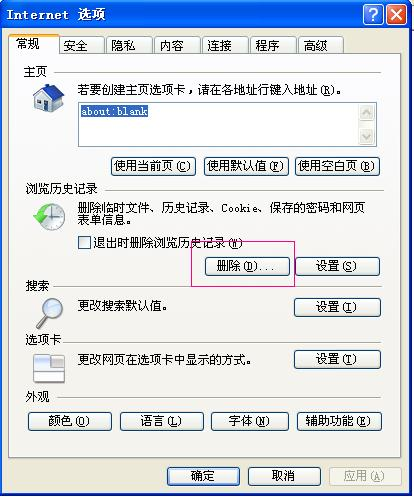 Internet 选项
常规 安全 隐私 内容 连接 程序 高级
主页
若要创建主页选项卡，请在各地址行键入地址(R)。
about:blank
使用当前页(C) 使用默认值(F) 使用空白页(B)
浏览历史记录
删除临时文件、历史记录、Cookie、保存的密码和网页
表单信息。
退出时删除浏览历史记录(W)
删除(D)... 设置(S)
搜索
更改搜索默认值。 设置(I)
选项卡
更改网页在选项卡中显示的方式。 设置(T)
外观
颜色(O) 语言(L) 字体(N) 辅助功能(E)
确定 取消 应用(A)